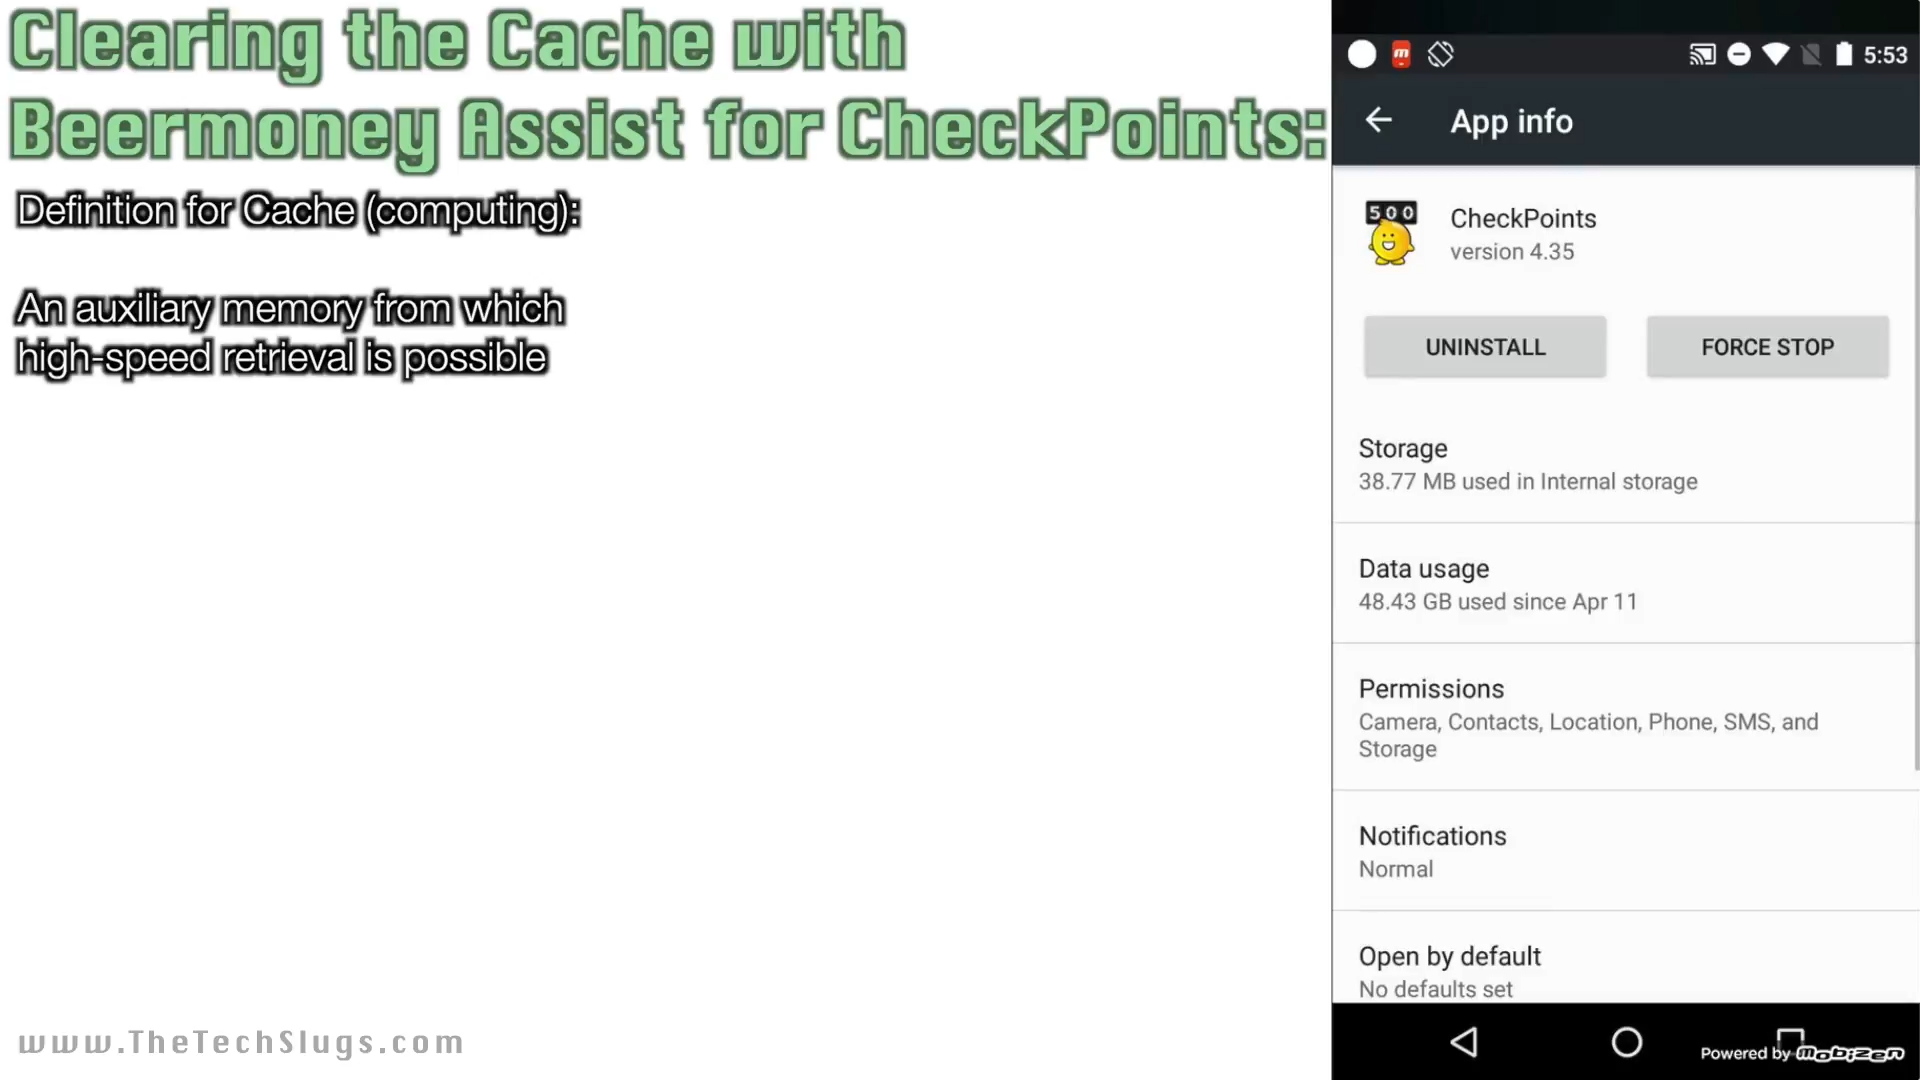 Clearing the Cache with
Beermoney Assist for CheckPoints:
Definition for Cache (computing):
An auxiliary memory from which
high-speed retrieval is possible
www.TheTechSlugs.com
m
5:53
App info
500
CheckPoints
version 4.35
UNINSTALL
FORCE STOP
Storage
38.77 MB used in Internal storage
Data usage
48.43 GB used since Apr 11
Permissions
Camera, Contacts, Location, Phone, SMS, and
Storage
Notifications
Normal
Open by default
No defaults set
Powered by mobizen